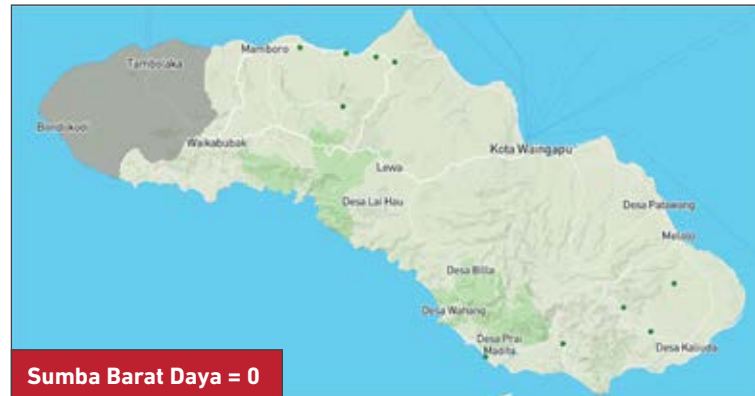 Tambolaka
Mamboro
Bondokodi
Waikabubak
Kota Waingapu
Lewa
Desa Lai Hau
Desa Patawang
Melolo
Desa Billa
Desa Wahang
Desa Prai
Madita
Desa Kaliuda
Sumba Barat Daya = 0